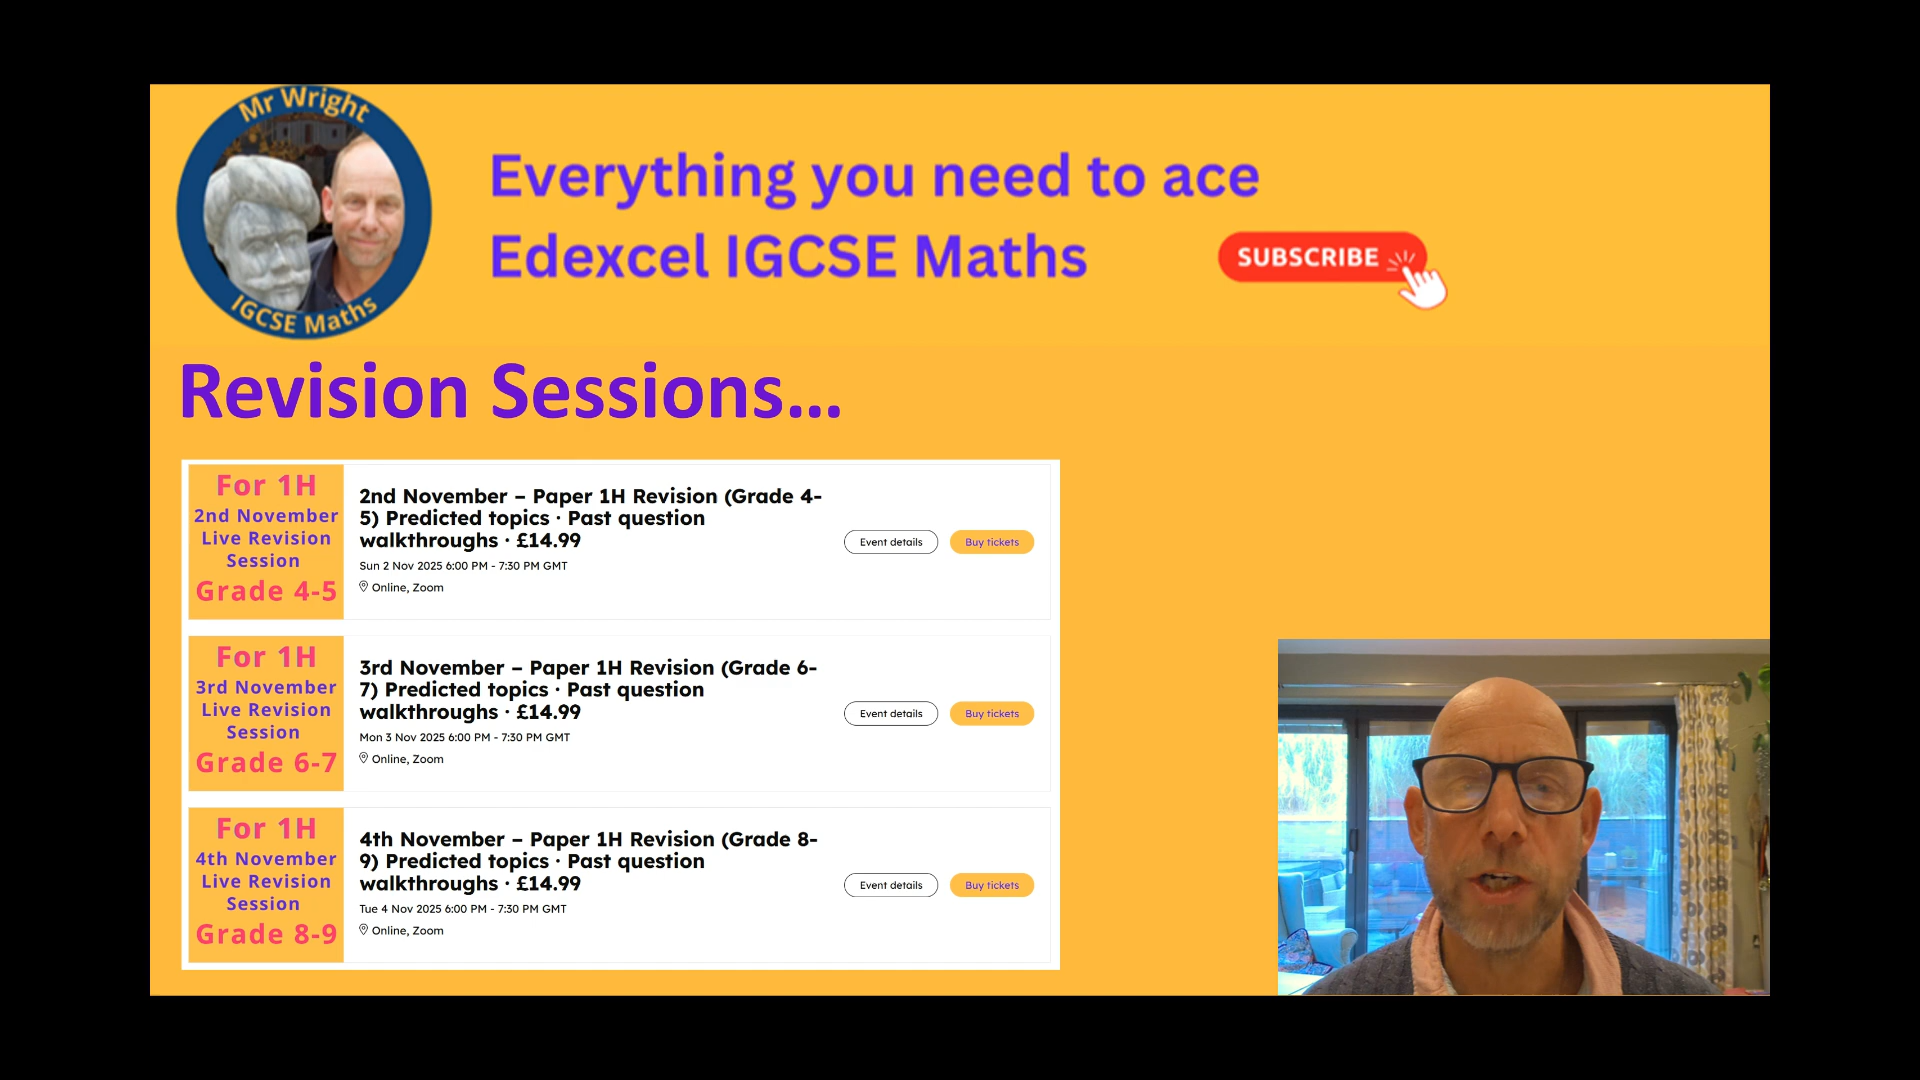 Mr Wright
IGCSE Maths
Everything you need to ace
Edexcel IGCSE Maths
SUBSCRIBE
Revision Sessions...
For 1H
2nd November
Live Revision
Session
Grade 4-5
2nd November – Paper 1H Revision (Grade 4-
5) Predicted topics · Past question
walkthroughs · £14.99
Sun 2 Nov 2025 6:00 PM - 7:30 PM GMT
Online, Zoom
Event details
Buy tickets
For 1H
3rd November
Live Revision
Session
Grade 6-7
3rd November – Paper 1H Revision (Grade 6-
7) Predicted topics · Past question
walkthroughs · £14.99
Mon 3 Nov 2025 6:00 PM - 7:30 PM GMT
Online, Zoom
Event details
Buy tickets
For 1H
4th November
Live Revision
Session
Grade 8-9
4th November – Paper 1H Revision (Grade 8-
9) Predicted topics · Past question
walkthroughs · £14.99
Tue 4 Nov 2025 6:00 PM - 7:30 PM GMT
Online, Zoom
Event details
Buy tickets